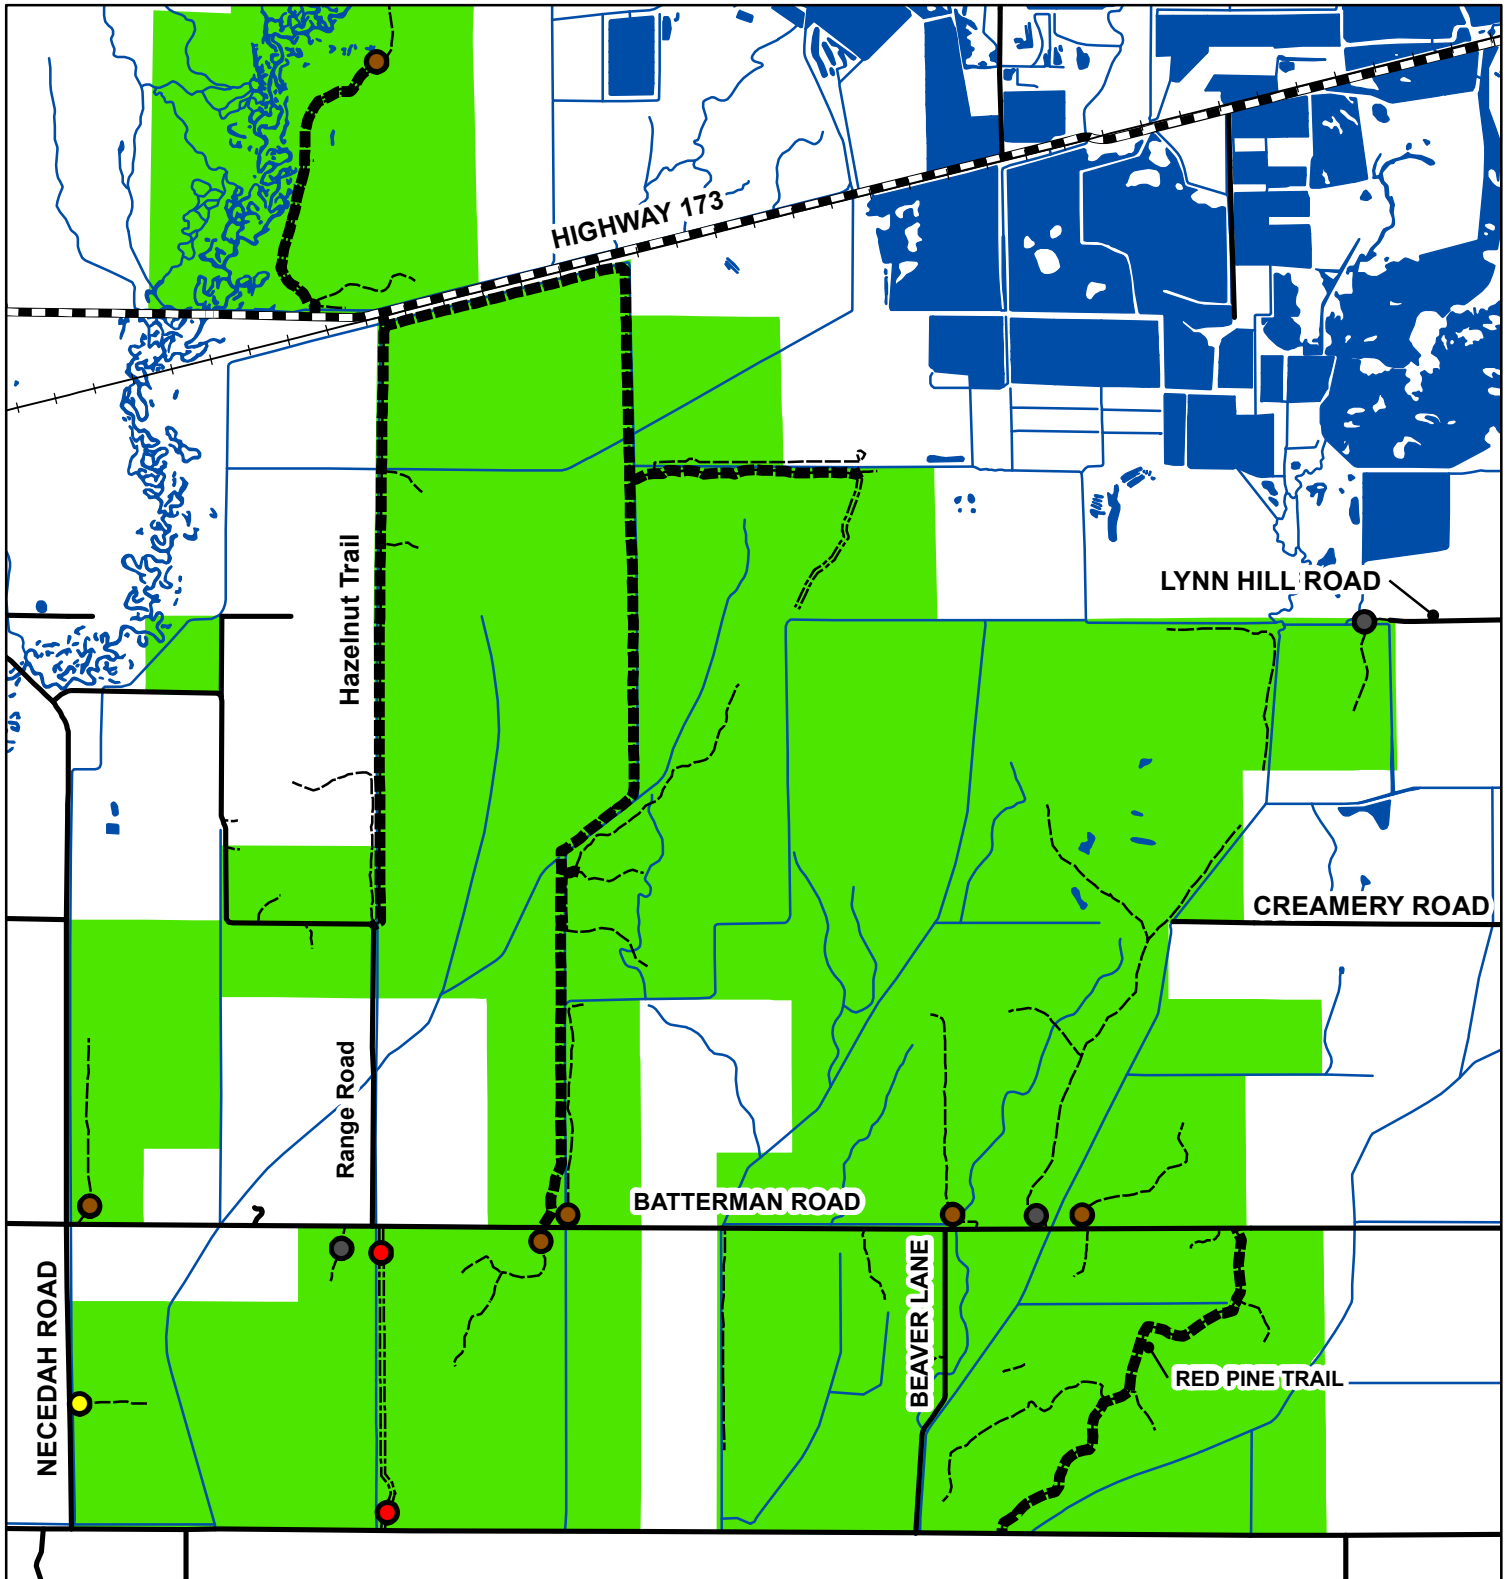 HIGHWAY 173
Hazelnut Trail
LYNN HILL ROAD
CREAMERY ROAD
Range Road
BATTERMAN ROAD
NECEDAH ROAD
BEAVER LANE
RED PINE TRAIL